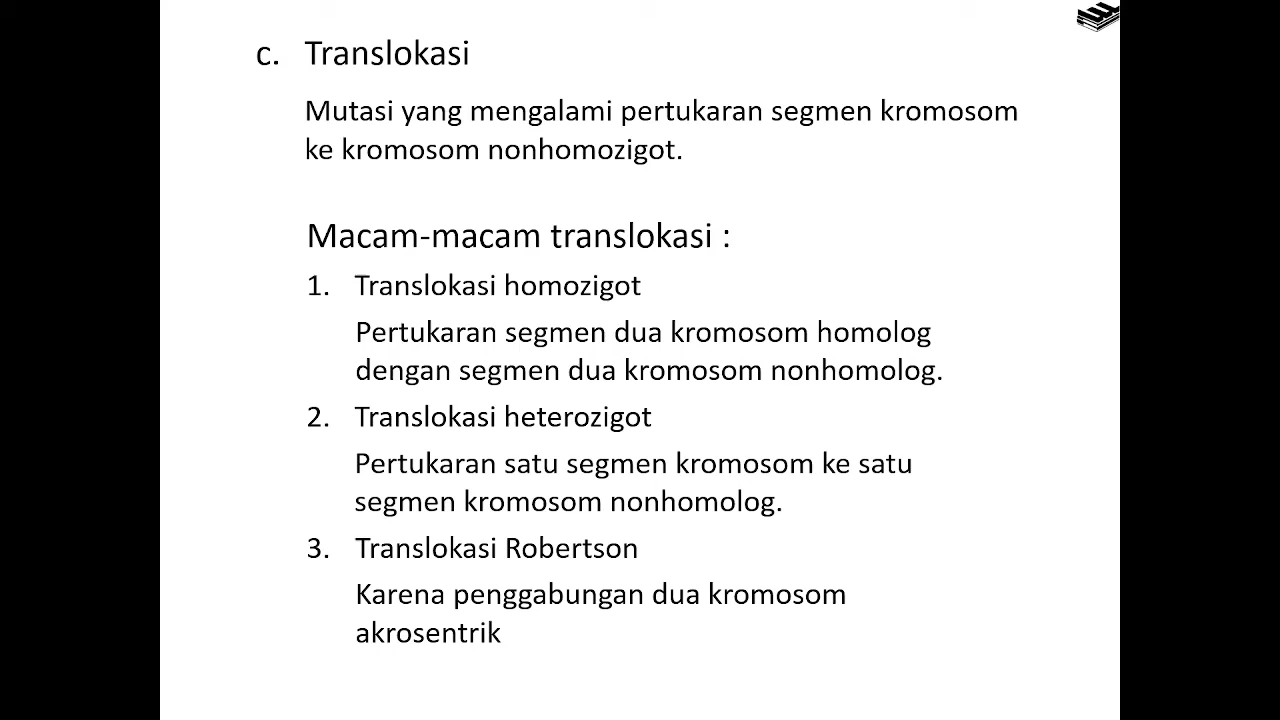 c. Translokasi
Mutasi yang mengalami pertukaran segmen kromosom
ke kromosom nonhomozigot.
Macam-macam translokasi :
1. Translokasi homozigot
Pertukaran segmen dua kromosom homolog
dengan segmen dua kromosom nonhomolog.
2. Translokasi heterozigot
Pertukaran satu segmen kromosom ke satu
segmen kromosom nonhomolog.
3. Translokasi Robertson
Karena penggabungan dua kromosom
akrosentrik